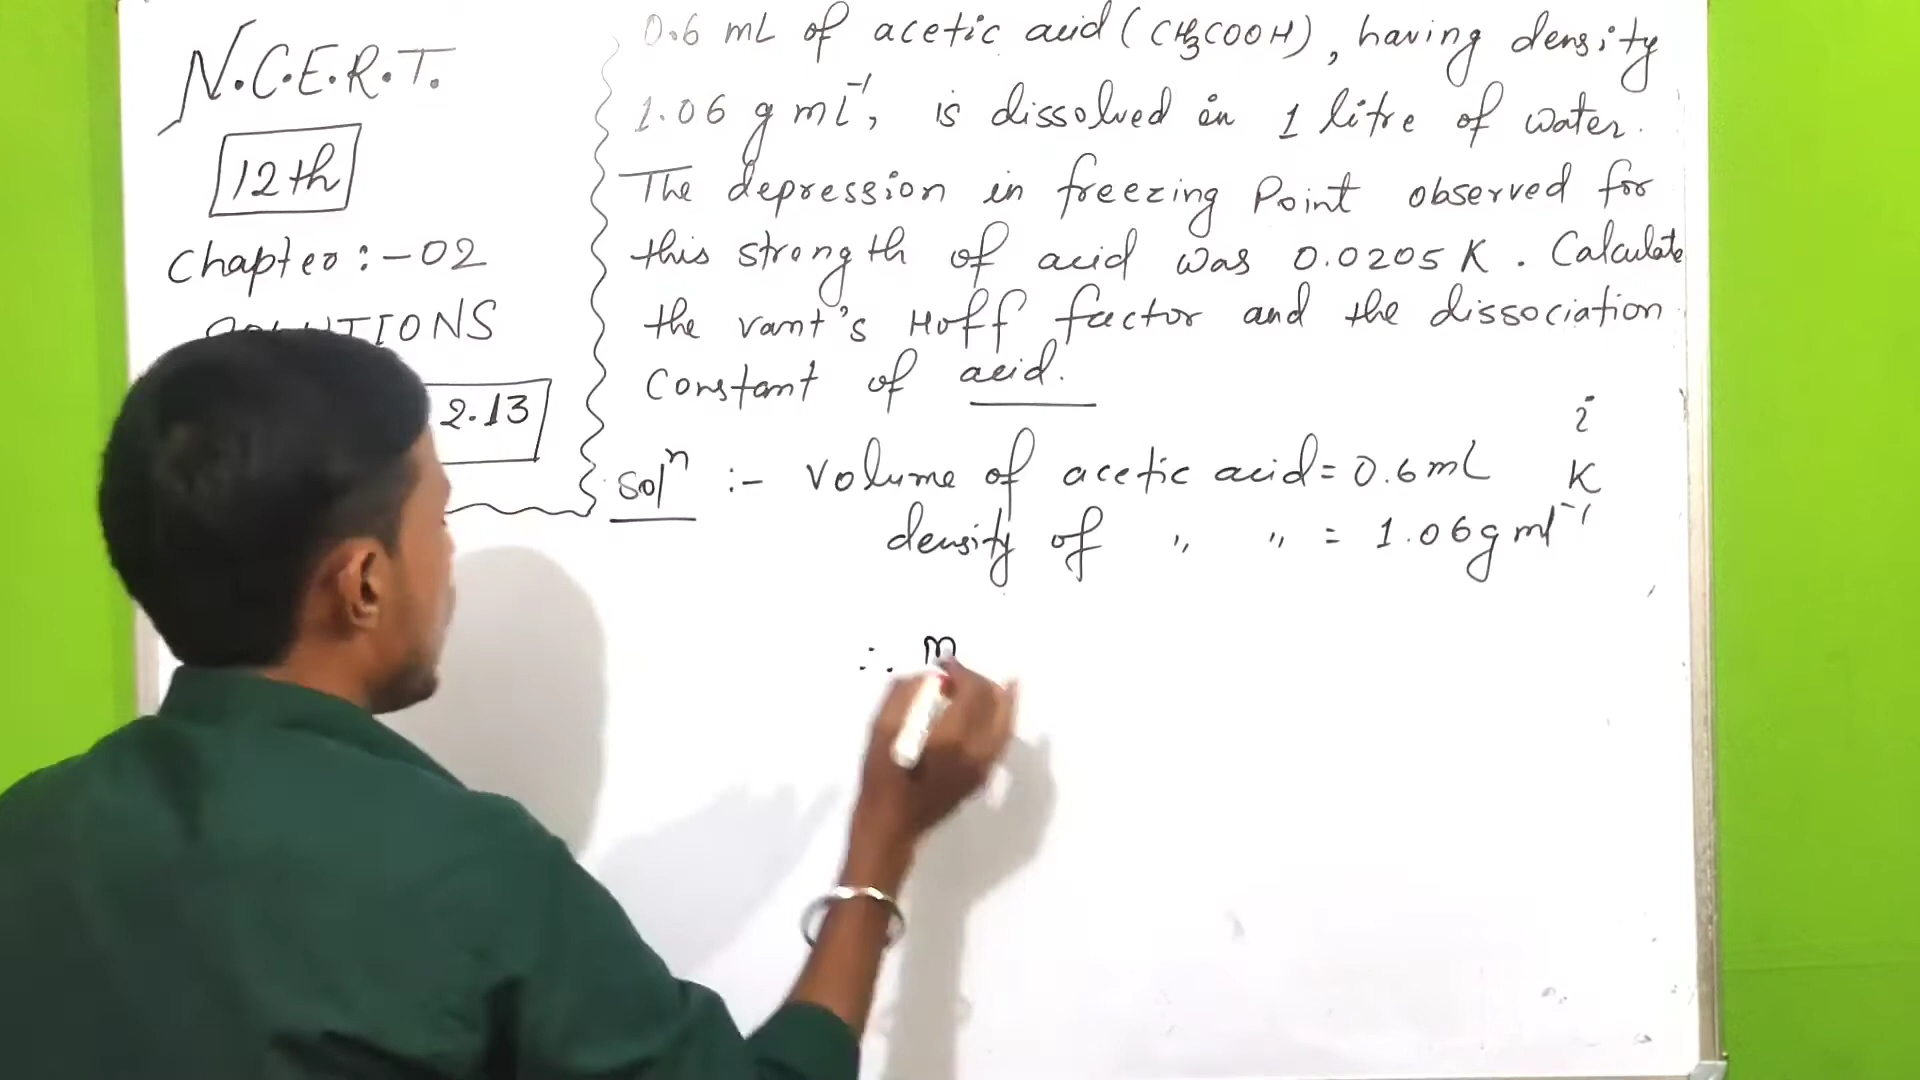 N.C.E.R.T.
12th
Chapter :- 02
SOLUTIONS
2.13
0.6 mL of acetic acid (CH₃COOH), having density
1.06 g mL⁻¹, is dissolved in 1 litre of water.
The depression in freezing Point observed for
this strength of acid was 0.0205 K. Calculate
the vant's Hoff factor and the dissociation
Constant of acid.
Solⁿ :- Volume of acetic acid = 0.6 mL
density of " " = 1.06 g ml⁻¹
i
K
∴ m